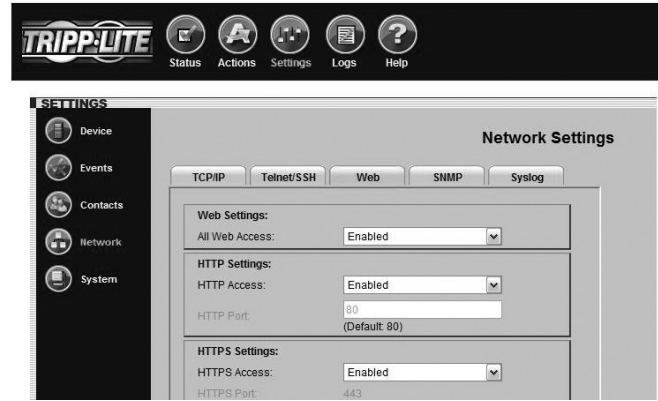 TRIPP·LITE
Status Actions Settings Logs Help
SETTINGS
Device
Events
Contacts
Network
System
Network Settings
TCP/IP Telnet/SSH Web SNMP Syslog
Web Settings:
All Web Access: Enabled
HTTP Settings:
HTTP Access: Enabled
HTTP Port: 80
(Default: 80)
HTTPS Settings:
HTTPS Access: Enabled
HTTPS Port: 443